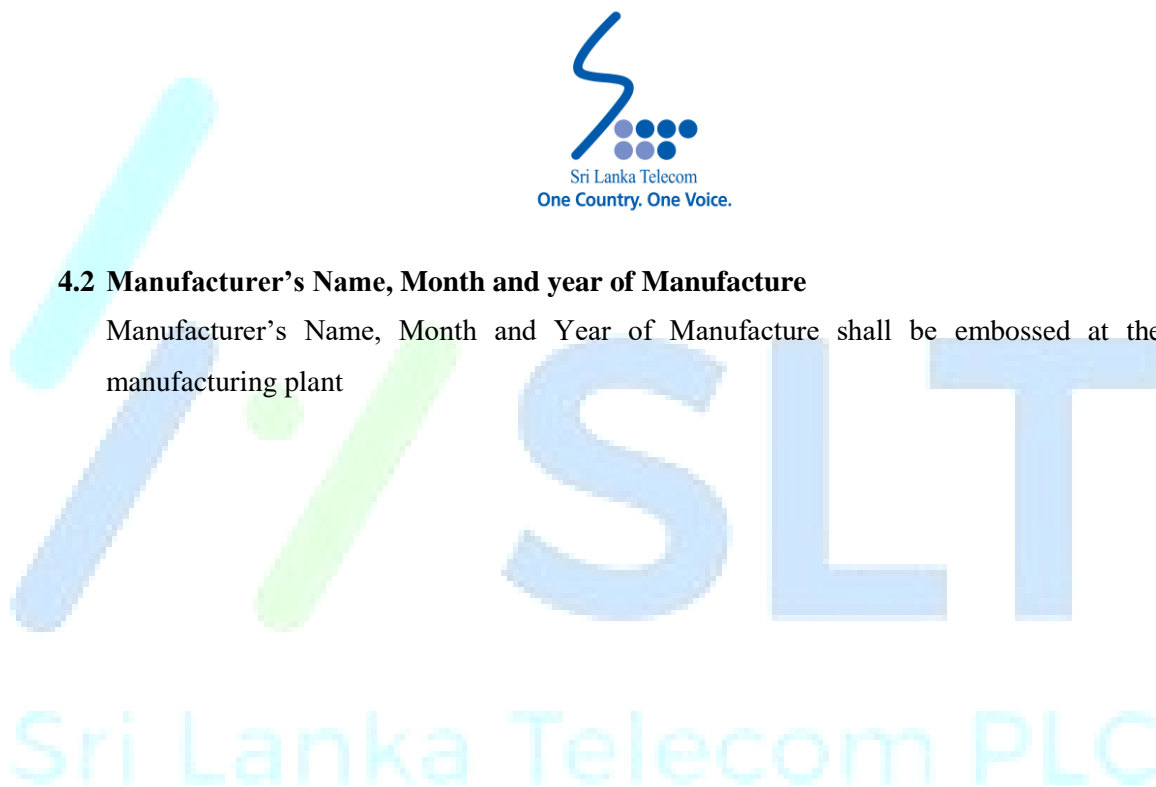 Sri Lanka Telecom
One Country. One Voice.
4.2 Manufacturer’s Name, Month and year of Manufacture
Manufacturer’s Name, Month and Year of Manufacture shall be embossed at the
manufacturing plant
SLT
Sri Lanka Telecom PLC